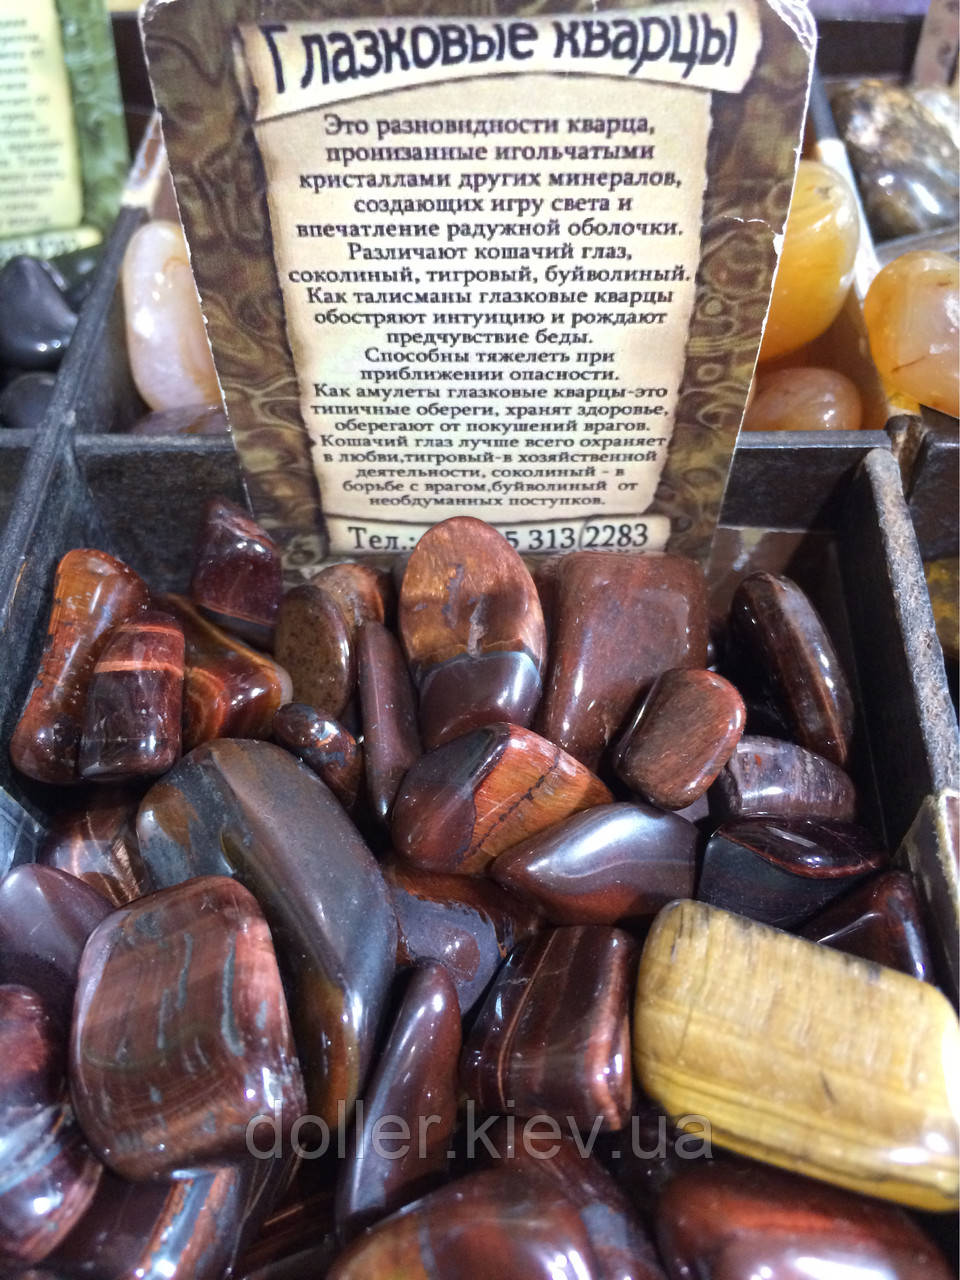 Глазковые кварцы
Это разновидности кварца,
пронизанные игольчатыми
кристаллами других минералов,
создающих игру света и
впечатление радужной оболочки.
Различают кошачий глаз,
соколиный, тигровый, буйволиный.
Как талисманы глазковые кварцы
обостряют интуицию и рождают
предчувствие беды.
Способны тяжелеть при
приближении опасности.
Как амулеты глазковые кварцы-это
типичные обереги, хранят здоровье,
оберегают от покушений врагов.
Кошачий глаз лучше всего охраняет
в любви,тигровый-в хозяйственной
деятельности, соколиный - в
борьбе с врагом,буйволиный от
необдуманных поступков.
Тел.: 5 313 2283
doller.kiev.ua